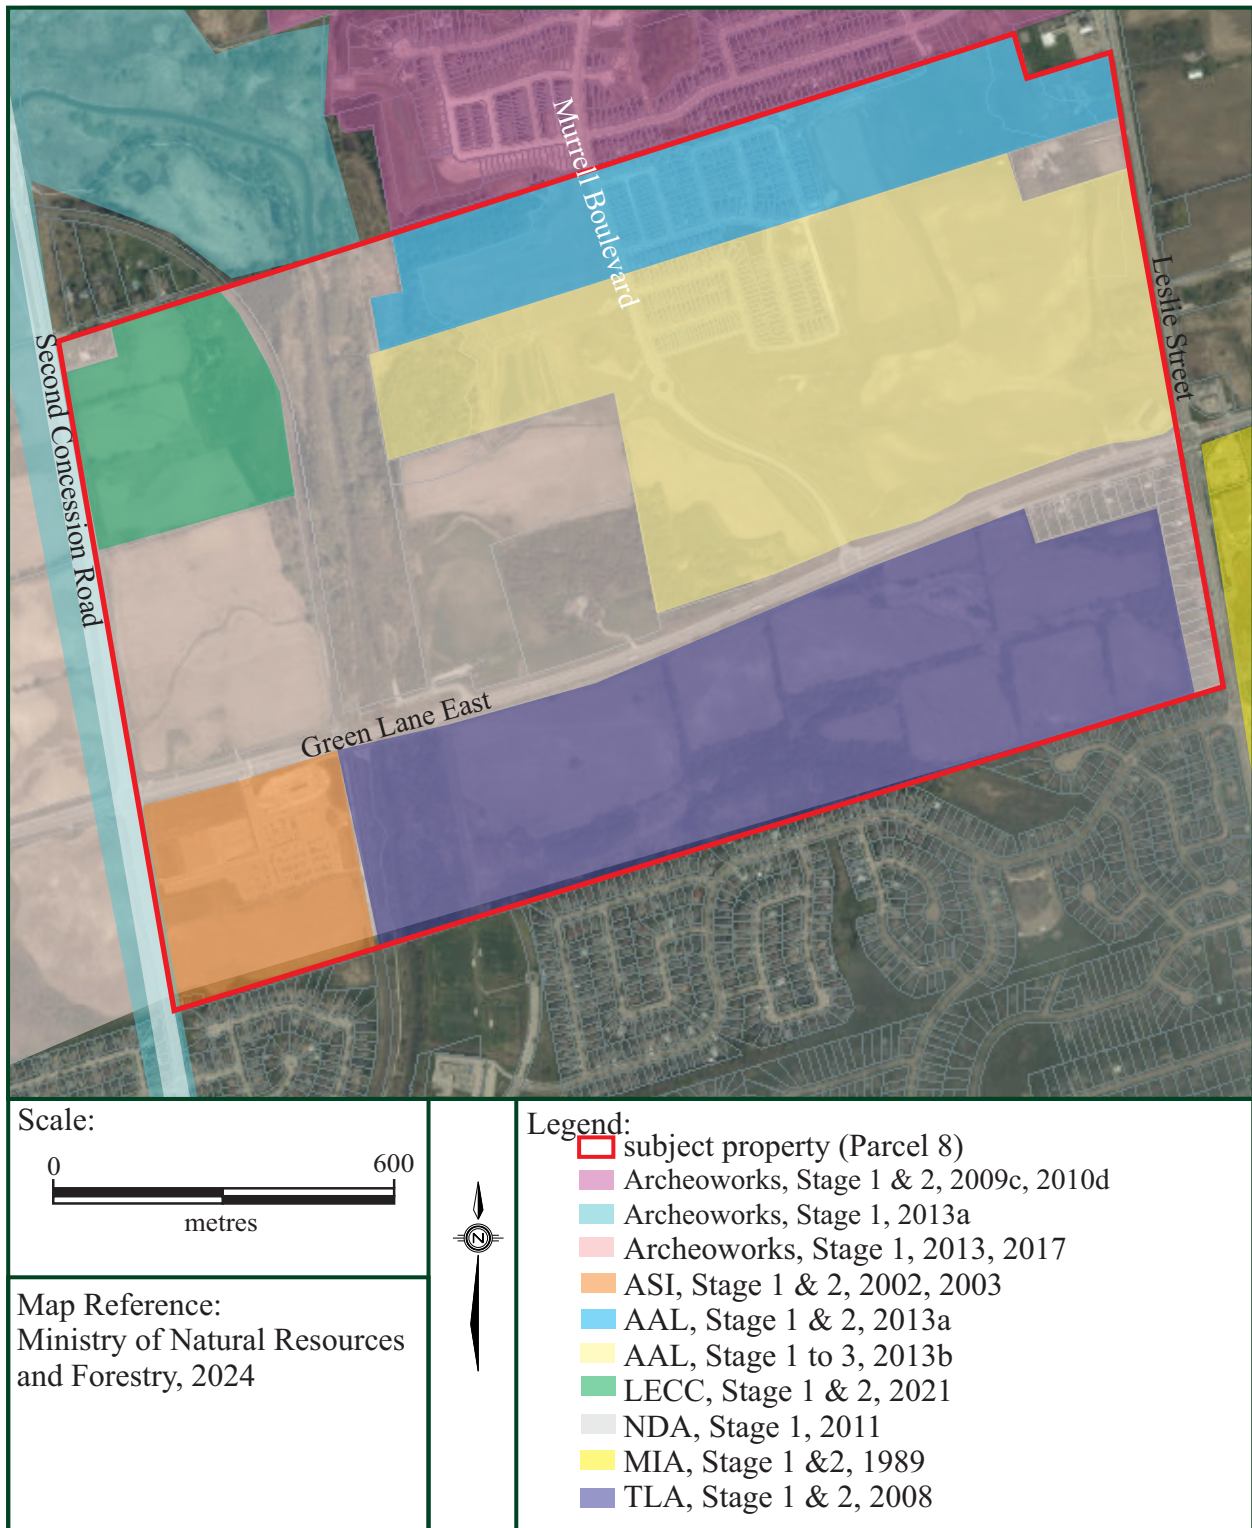 Murrell Boulevard
Leslie Street
Second Concession Road
Green Lane East
Scale:
0 600
metres
Map Reference:
Ministry of Natural Resources
and Forestry, 2024
N
Legend:
subject property (Parcel 8)
Archeoworks, Stage 1 & 2, 2009c, 2010d
Archeoworks, Stage 1, 2013a
Archeoworks, Stage 1, 2013, 2017
ASI, Stage 1 & 2, 2002, 2003
AAL, Stage 1 & 2, 2013a
AAL, Stage 1 to 3, 2013b
LECC, Stage 1 & 2, 2021
NDA, Stage 1, 2011
MIA, Stage 1 &2, 1989
TLA, Stage 1 & 2, 2008